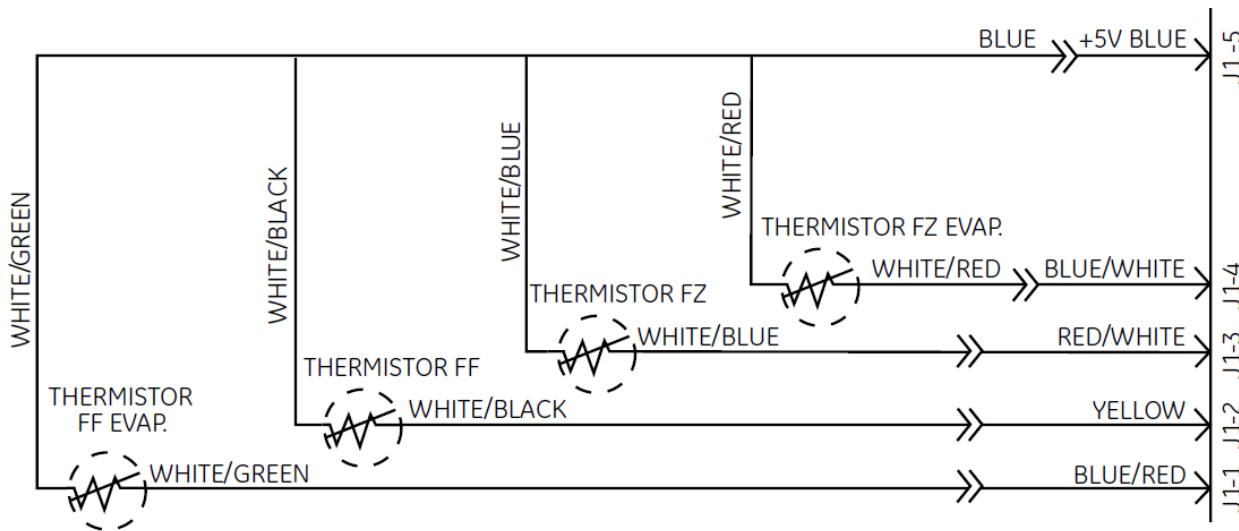 BLUE
+5V BLUE
J1-5
WHITE/GREEN
WHITE/BLACK
WHITE/BLUE
WHITE/RED
THERMISTOR FZ EVAP.
WHITE/RED
BLUE/WHITE
J1-4
THERMISTOR FZ
WHITE/BLUE
RED/WHITE
J1-3
THERMISTOR FF
WHITE/BLACK
YELLOW
J1-2
THERMISTOR
FF EVAP.
WHITE/GREEN
BLUE/RED
J1-1